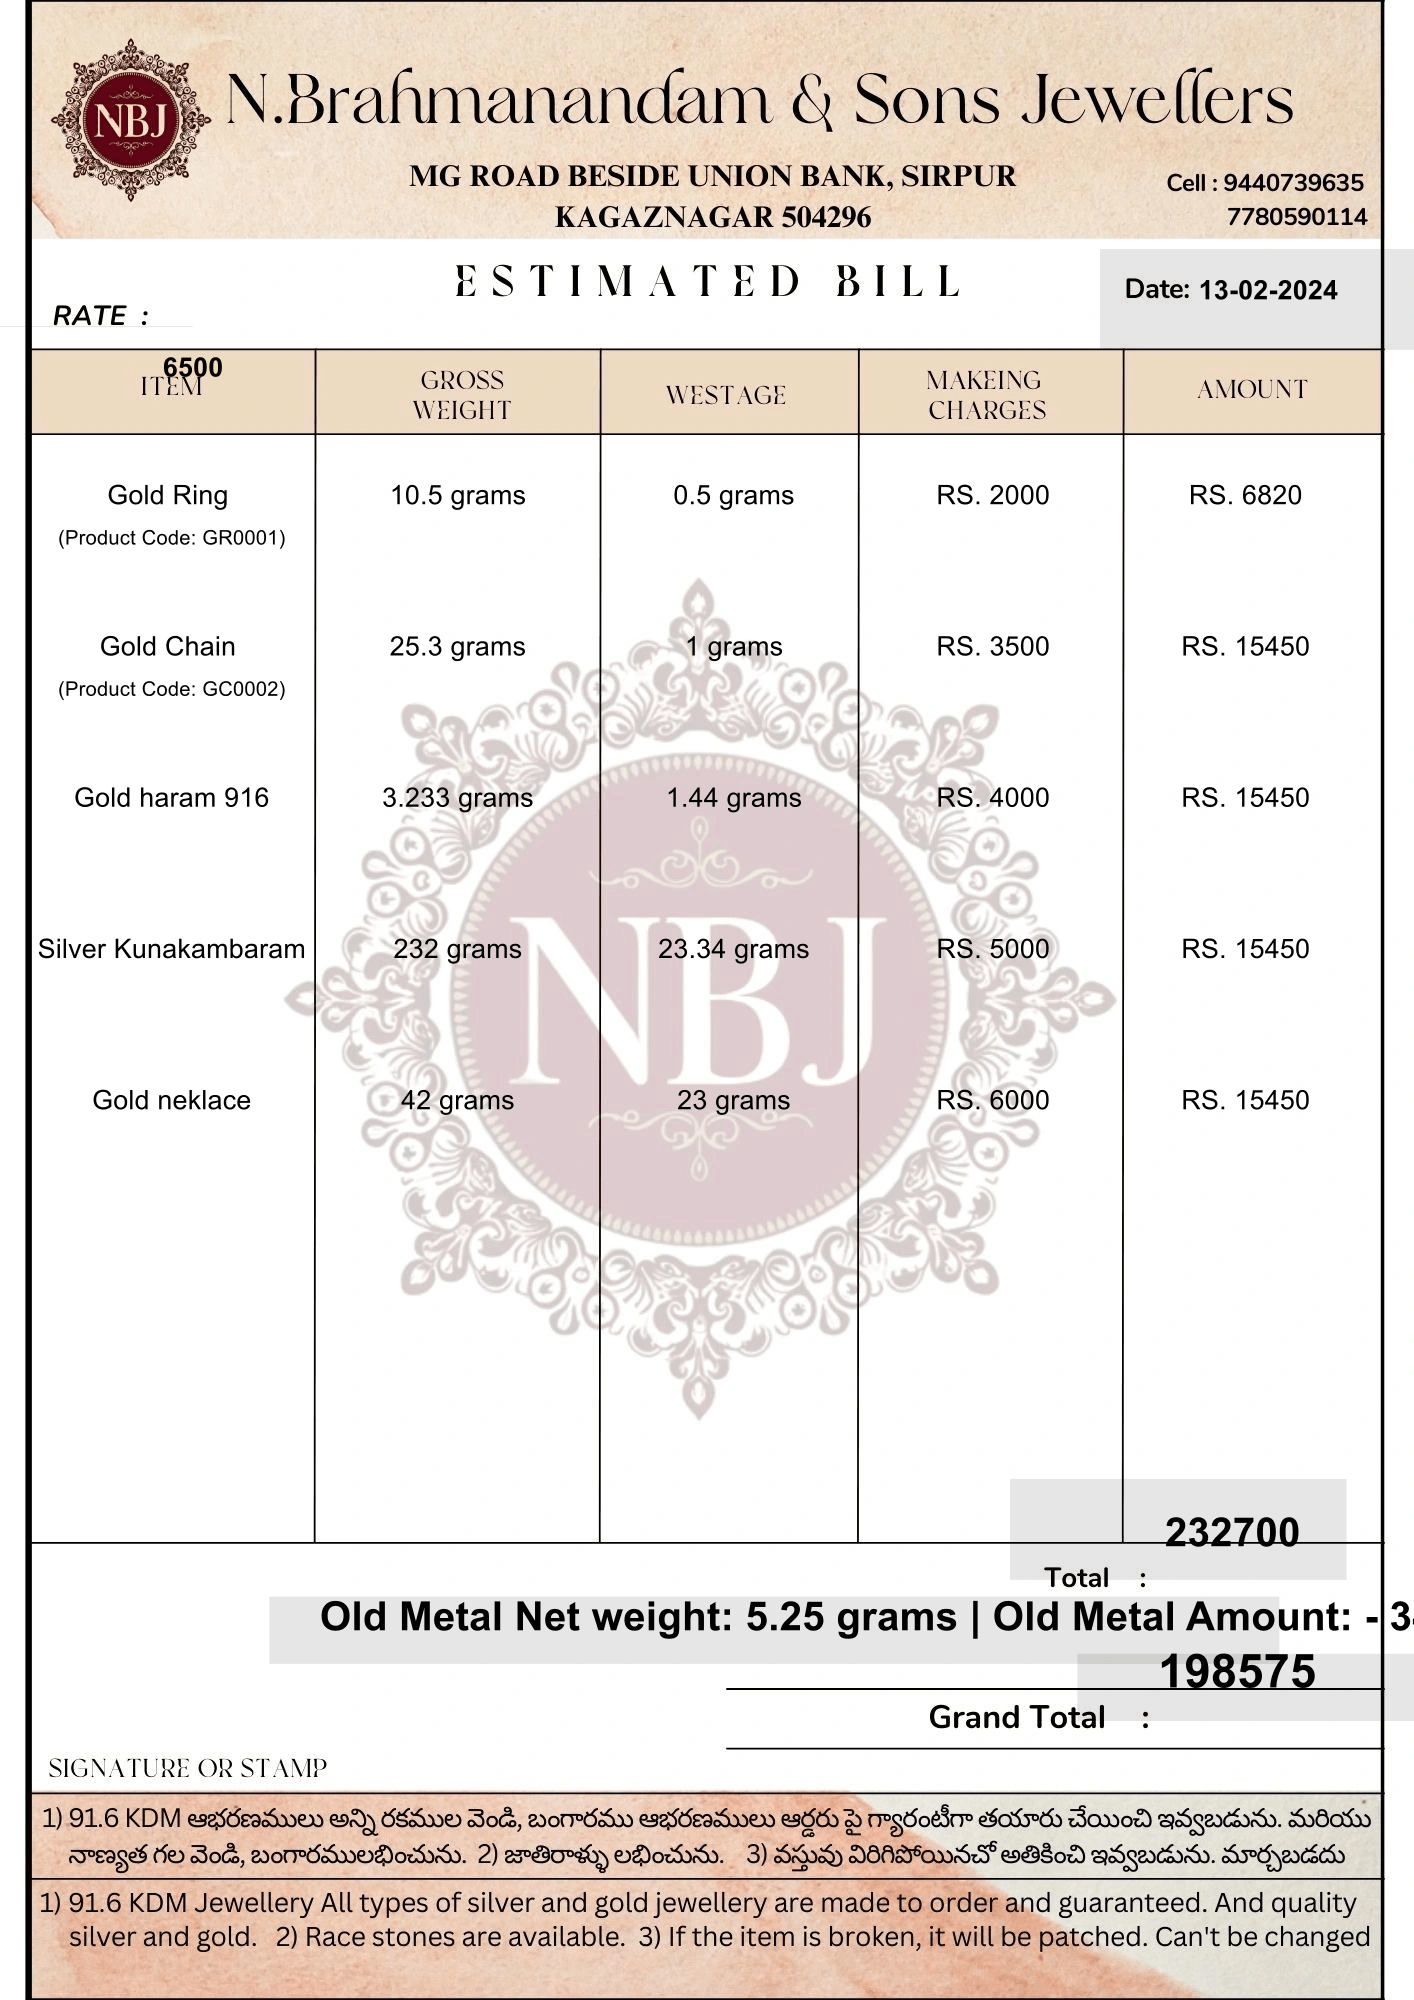 NBJ
N.Brahmanandam & Sons Jewellers
MG ROAD BESIDE UNION BANK, SIRPUR
KAGAZNAGAR 504296
Cell : 9440739635
7780590114
ESTIMATED BILL
Date: 13-02-2024
RATE :
6500
ITEM GROSS WEIGHT WESTAGE MAKEING CHARGES AMOUNT
Gold Ring 10.5 grams 0.5 grams RS. 2000 RS. 6820
(Product Code: GR0001)
Gold Chain 25.3 grams 1 grams RS. 3500 RS. 15450
(Product Code: GC0002)
Gold haram 916 3.233 grams 1.44 grams RS. 4000 RS. 15450
Silver Kunakambaram 232 grams 23.34 grams RS. 5000 RS. 15450
NBJ
Gold neklace 42 grams 23 grams RS. 6000 RS. 15450
232700
Total :
Old Metal Net weight: 5.25 grams | Old Metal Amount: - 3
198575
Grand Total :
SIGNATURE OR STAMP
1) 91.6 KDM ఆభరణములు అన్ని రకముల వెండి, బంగారము ఆభరణములు ఆర్డరు పై గ్యారంటీగా తయారు చేయించి ఇవ్వబడును. మరియు
నాణ్యత గల వెండి, బంగారములభించును. 2) జాతిరాళ్ళు లభించును. 3) వస్తువు విరిగిపోయినచో అతికించి ఇవ్వబడును. మార్చబడదు
1) 91.6 KDM Jewellery All types of silver and gold jewellery are made to order and guaranteed. And quality
silver and gold. 2) Race stones are available. 3) If the item is broken, it will be patched. Can't be changed